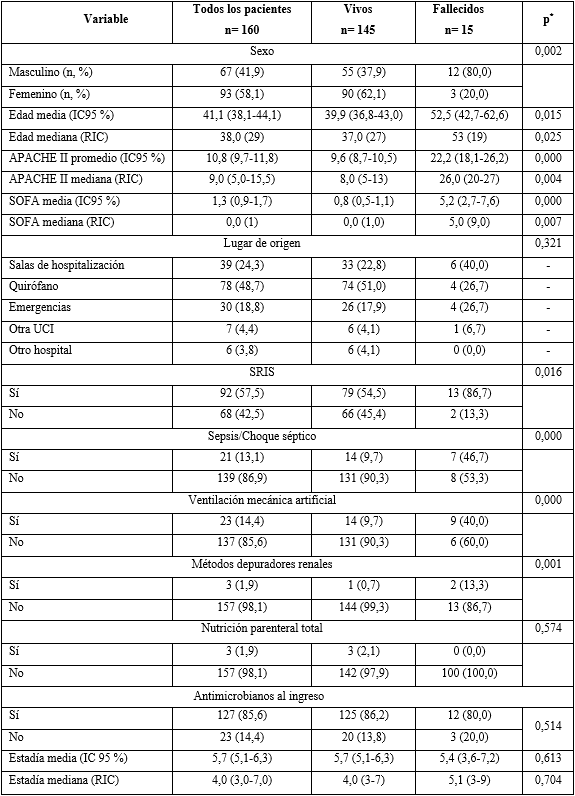 Variable Todos los pacientes n= 160 Vivos n= 145 Fallecidos n= 15 p*
Sexo 0,002
Masculino (n, %) 67 (41,9) 55 (37,9) 12 (80,0)
Femenino (n, %) 93 (58,1) 90 (62,1) 3 (20,0)
Edad media (IC95 %) 41,1 (38,1-44,1) 39,9 (36,8-43,0) 52,5 (42,7-62,6) 0,015
Edad mediana (RIC) 38,0 (29) 37,0 (27) 53 (19) 0,025
APACHE II promedio (IC95 %) 10,8 (9,7-11,8) 9,6 (8,7-10,5) 22,2 (18,1-26,2) 0,000
APACHE II mediana (RIC) 9,0 (5,0-15,5) 8,0 (5-13) 26,0 (20-27) 0,004
SOFA media (IC95 %) 1,3 (0,9-1,7) 0,8 (0,5-1,1) 5,2 (2,7-7,6) 0,000
SOFA mediana (RIC) 0,0 (1) 0,0 (1,0) 5,0 (9,0) 0,007
Lugar de origen 0,321
Salas de hospitalización 39 (24,3) 33 (22,8) 6 (40,0) -
Quirófano 78 (48,7) 74 (51,0) 4 (26,7) -
Emergencias 30 (18,8) 26 (17,9) 4 (26,7) -
Otra UCI 7 (4,4) 6 (4,1) 1 (6,7) -
Otro hospital 6 (3,8) 6 (4,1) 0 (0,0) -
SRIS 0,016
Sí 92 (57,5) 79 (54,5) 13 (86,7)
No 68 (42,5) 66 (45,4) 2 (13,3)
Sepsis/Choque séptico 0,000
Sí 21 (13,1) 14 (9,7) 7 (46,7)
No 139 (86,9) 131 (90,3) 8 (53,3)
Ventilación mecánica artificial 0,000
Sí 23 (14,4) 14 (9,7) 9 (40,0)
No 137 (85,6) 131 (90,3) 6 (60,0)
Métodos depuradores renales 0,001
Sí 3 (1,9) 1 (0,7) 2 (13,3)
No 157 (98,1) 144 (99,3) 13 (86,7)
Nutrición parenteral total 0,574
Sí 3 (1,9) 3 (2,1) 0 (0,0)
No 157 (98,1) 142 (97,9) 100 (100,0)
Antimicrobianos al ingreso
Sí 127 (85,6) 125 (86,2) 12 (80,0) 0,514
No 23 (14,4) 20 (13,8) 3 (20,0)
Estadía media (IC 95 %) 5,7 (5,1-6,3) 5,7 (5,1-6,3) 5,4 (3,6-7,2) 0,613
Estadía mediana (RIC) 4,0 (3,0-7,0) 4,0 (3-7) 5,1 (3-9) 0,704